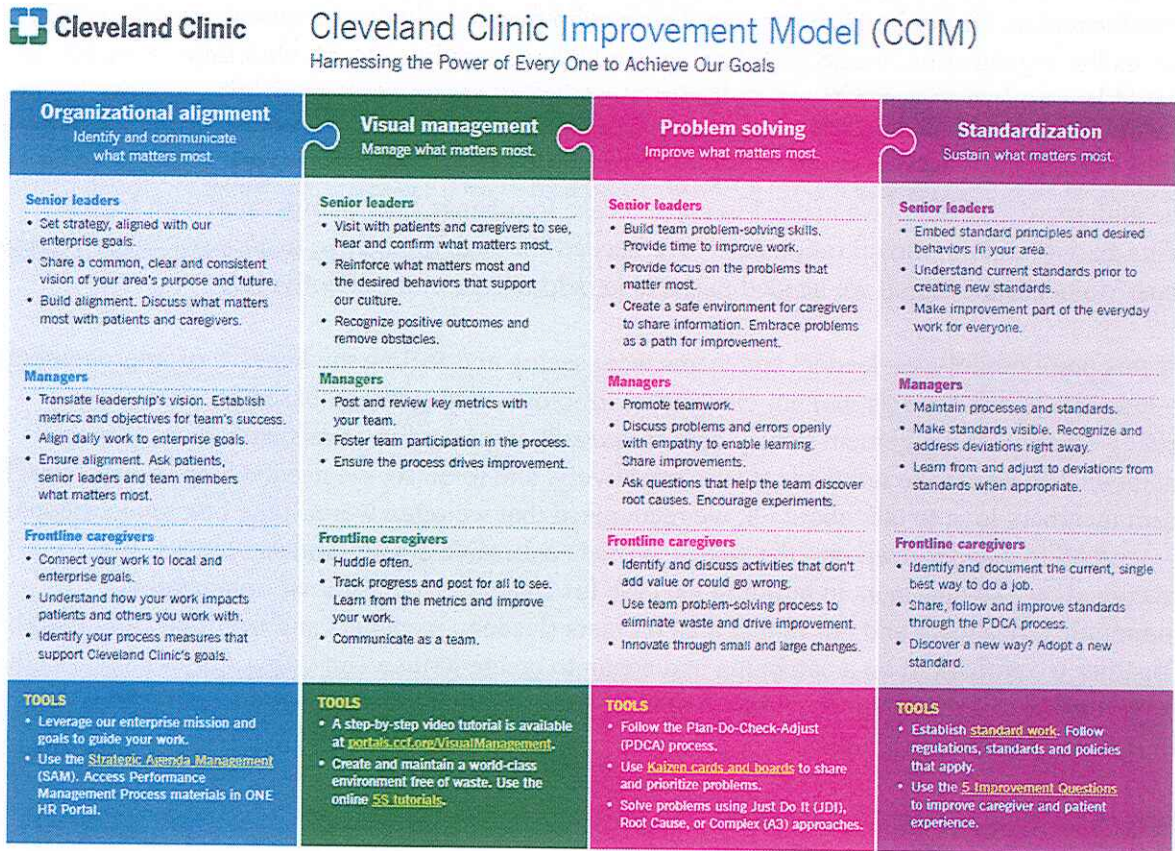 Cleveland Clinic
Cleveland Clinic Improvement Model (CCIM)
Harnessing the Power of Every One to Achieve Our Goals
Organizational alignment
Identify and communicate
what matters most.
Senior leaders
• Set strategy, aligned with our
enterprise goals.
• Share a common, clear and consistent
vision of your area's purpose and future.
• Build alignment. Discuss what matters
most with patients and caregivers.
Managers
• Translate leadership's vision. Establish
metrics and objectives for team's success.
• Align daily work to enterprise goals.
• Ensure alignment. Ask patients,
senior leaders and team members
what matters most.
Frontline caregivers
• Connect your work to local and
enterprise goals.
• Understand how your work impacts
patients and others you work with.
• Identify your process measures that
support Cleveland Clinic's goals.
TOOLS
• Leverage our enterprise mission and
goals to guide your work.
• Use the Strategic Agenda Management
(SAM). Access Performance
Management Process materials in ONE
HR Portal.
Visual management
Manage what matters most.
Senior leaders
• Visit with patients and caregivers to see,
hear and confirm what matters most.
• Reinforce what matters most and
the desired behaviors that support
our culture.
• Recognize positive outcomes and
remove obstacles.
Managers
• Post and review key metrics with
your team.
• Foster team participation in the process.
• Ensure the process drives improvement.
Frontline caregivers
• Huddle often.
• Track progress and post for all to see.
Learn from the metrics and improve
your work.
• Communicate as a team.
TOOLS
• A step-by-step video tutorial is available
at portals.ccf.org/VisualManagement.
• Create and maintain a world-class
environment free of waste. Use the
online 5S tutorials.
Problem solving
Improve what matters most.
Senior leaders
• Build team problem-solving skills.
Provide time to improve work.
• Provide focus on the problems that
matter most.
• Create a safe environment for caregivers
to share information. Embrace problems
as a path for improvement.
Managers
• Promote teamwork.
• Discuss problems and errors openly
with empathy to enable learning.
Share improvements.
• Ask questions that help the team discover
root causes. Encourage experiments.
Frontline caregivers
• Identify and discuss activities that don't
add value or could go wrong.
• Use team problem-solving process to
eliminate waste and drive improvement.
• Innovate through small and large changes.
TOOLS
• Follow the Plan-Do-Check-Adjust
(PDCA) process.
• Use Kaizen cards and boards to share
and prioritize problems.
• Solve problems using Just Do It (JDI),
Root Cause, or Complex (A3) approaches.
Standardization
Sustain what matters most.
Senior leaders
• Embed standard principles and desired
behaviors in your area.
• Understand current standards prior to
creating new standards.
• Make improvement part of the everyday
work for everyone.
Managers
• Maintain processes and standards.
• Make standards visible. Recognize and
address deviations right away.
• Learn from and adjust to deviations from
standards when appropriate.
Frontline caregivers
• Identify and document the current, single
best way to do a job.
• Share, follow and improve standards
through the PDCA process.
• Discover a new way? Adopt a new
standard.
TOOLS
• Establish standard work. Follow
regulations, standards and policies
that apply.
• Use the 5 Improvement Questions
to improve caregiver and patient
experience.